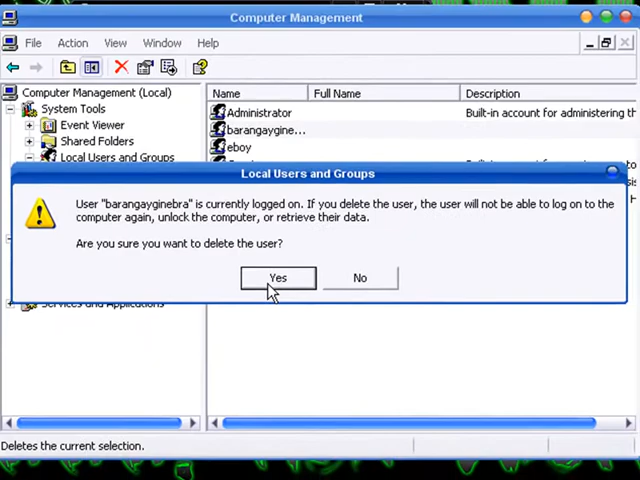 Computer Management
File Action View Window Help
Computer Management (Local)
System Tools
Event Viewer
Shared Folders
Local Users and Groups
Name Full Name Description
Administrator Built-in account for administering th
barangaygine...
eboy
Local Users and Groups
User "barangayginebra" is currently logged on. If you delete the user, the user will not be able to log on to the
computer again, unlock the computer, or retrieve their data.
Are you sure you want to delete the user?
Yes No
Services and Applications
Deletes the current selection.